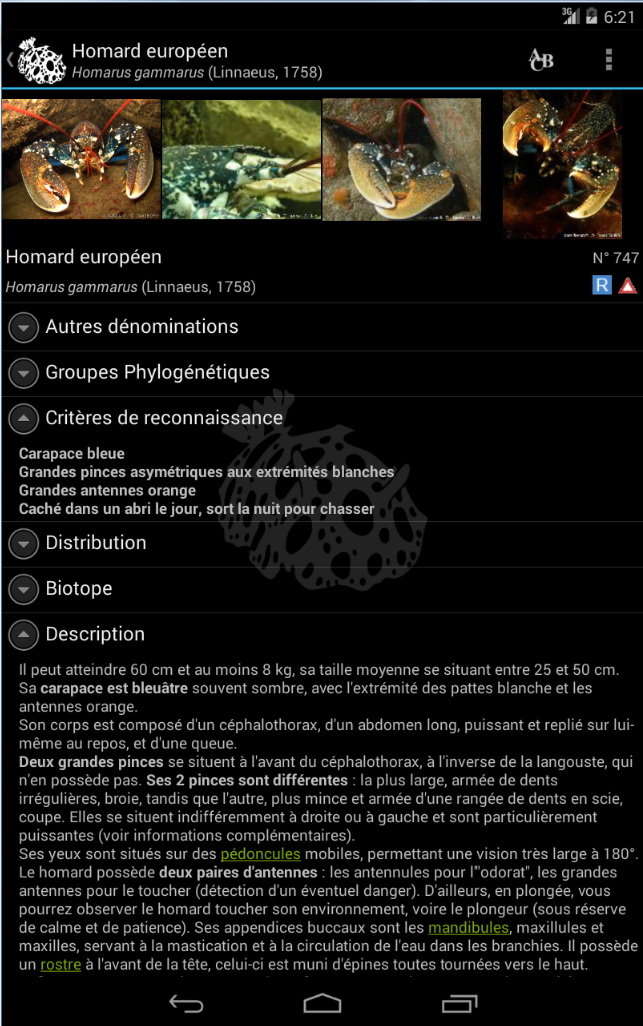 3G 6:21
Homard européen
Homarus gammarus (Linnaeus, 1758)
ACB
Homard européen
N° 747
Homarus gammarus (Linnaeus, 1758)
R
Autres dénominations
Groupes Phylogénétiques
Critères de reconnaissance
Carapace bleue
Grandes pinces asymétriques aux extrémités blanches
Grandes antennes orange
Caché dans un abri le jour, sort la nuit pour chasser
Distribution
Biotope
Description
Il peut atteindre 60 cm et au moins 8 kg, sa taille moyenne se situant entre 25 et 50 cm.
Sa carapace est bleuâtre souvent sombre, avec l'extrémité des pattes blanche et les
antennes orange.
Son corps est composé d'un céphalothorax, d'un abdomen long, puissant et replié sur lui-
même au repos, et d'une queue.
Deux grandes pinces se situent à l'avant du céphalothorax, à l'inverse de la langouste, qui
n'en possède pas. Ses 2 pinces sont différentes : la plus large, armée de dents
irrégulières, broie, tandis que l'autre, plus mince et armée d'une rangée de dents en scie,
coupe. Elles se situent indifféremment à droite ou à gauche et sont particulièrement
puissantes (voir informations complémentaires).
Ses yeux sont situés sur des pédoncules mobiles, permettant une vision très large à 180°.
Le homard possède deux paires d'antennes : les antennules pour l'"odorat", les grandes
antennes pour le toucher (détection d'un éventuel danger). D'ailleurs, en plongée, vous
pourrez observer le homard toucher son environnement, voire le plongeur (sous réserve
de calme et de patience). Ses appendices buccaux sont les mandibules, maxillules et
maxilles, servant à la mastication et à la circulation de l'eau dans les branchies. Il possède
un rostre à l'avant de la tête, celui-ci est muni d'épines toutes tournées vers le haut.